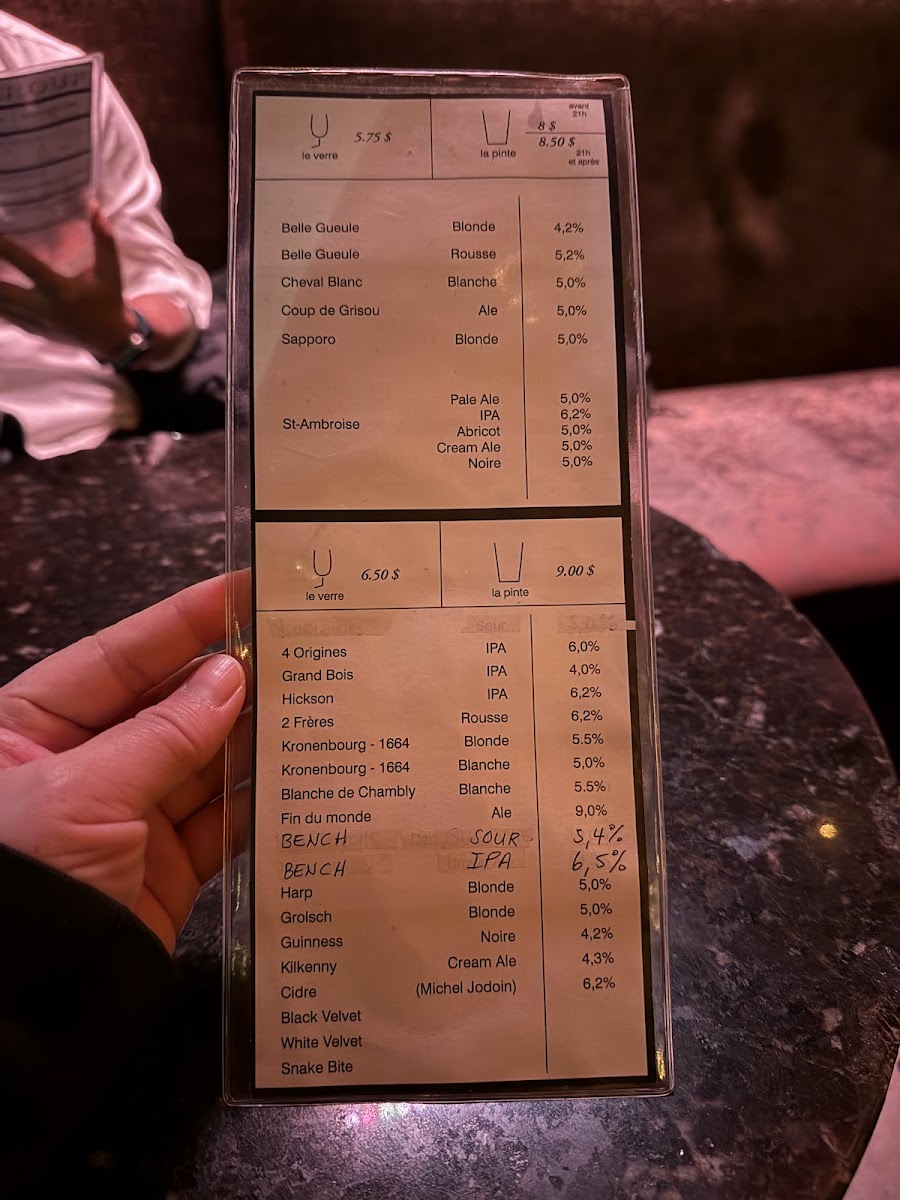 avant
21h
5.75 $ 8 $
8.50 $
le verre la pinte 21h
et après
Belle Gueule Blonde 4,2%
Belle Gueule Rousse 5,2%
Cheval Blanc Blanche 5,0%
Coup de Grisou Ale 5,0%
Sapporo Blonde 5,0%
Pale Ale 5,0%
IPA 6,2%
St-Ambroise Abricot 5,0%
Cream Ale 5,0%
Noire 5,0%
6.50 $ 9.00 $
le verre la pinte
Sour
4 Origines IPA 6,0%
Grand Bois IPA 4,0%
Hickson IPA 6,2%
2 Frères Rousse 6,2%
Kronenbourg - 1664 Blonde 5.5%
Kronenbourg - 1664 Blanche 5,0%
Blanche de Chambly Blanche 5.5%
Fin du monde Ale 9,0%
BENCH SOUR 5,4%
BENCH IPA 6,5%
Harp Blonde 5,0%
Grolsch Blonde 5,0%
Guinness Noire 4,2%
Kilkenny Cream Ale 4,3%
Cidre (Michel Jodoin) 6,2%
Black Velvet
White Velvet
Snake Bite